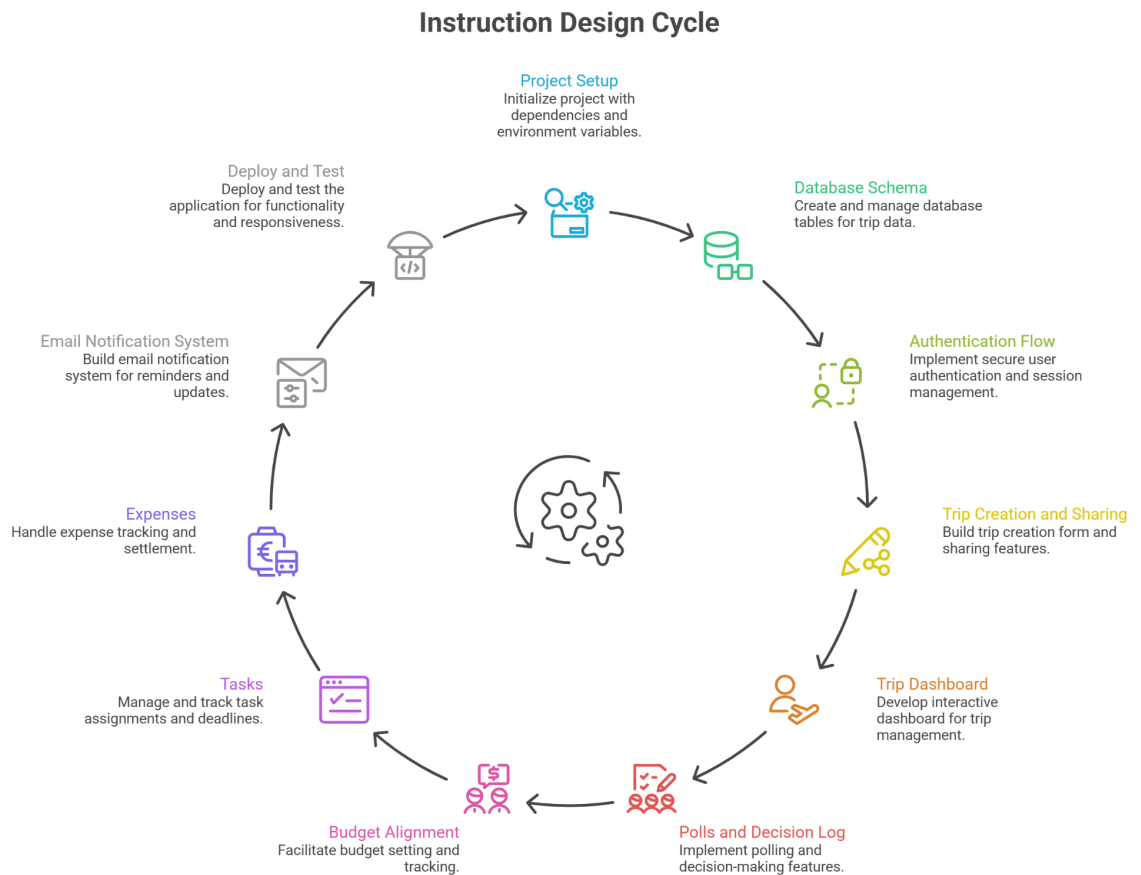 Instruction Design Cycle
Project Setup
Initialize project with
dependencies and
environment variables.
Database Schema
Create and manage database
tables for trip data.
Authentication Flow
Implement secure user
authentication and session
management.
Trip Creation and Sharing
Build trip creation form and
sharing features.
Trip Dashboard
Develop interactive
dashboard for trip
management.
Polls and Decision Log
Implement polling and
decision-making features.
Budget Alignment
Facilitate budget setting and
tracking.
Tasks
Manage and track task
assignments and deadlines.
Expenses
Handle expense tracking and
settlement.
Email Notification System
Build email notification
system for reminders and
updates.
Deploy and Test
Deploy and test the
application for functionality
and responsiveness.